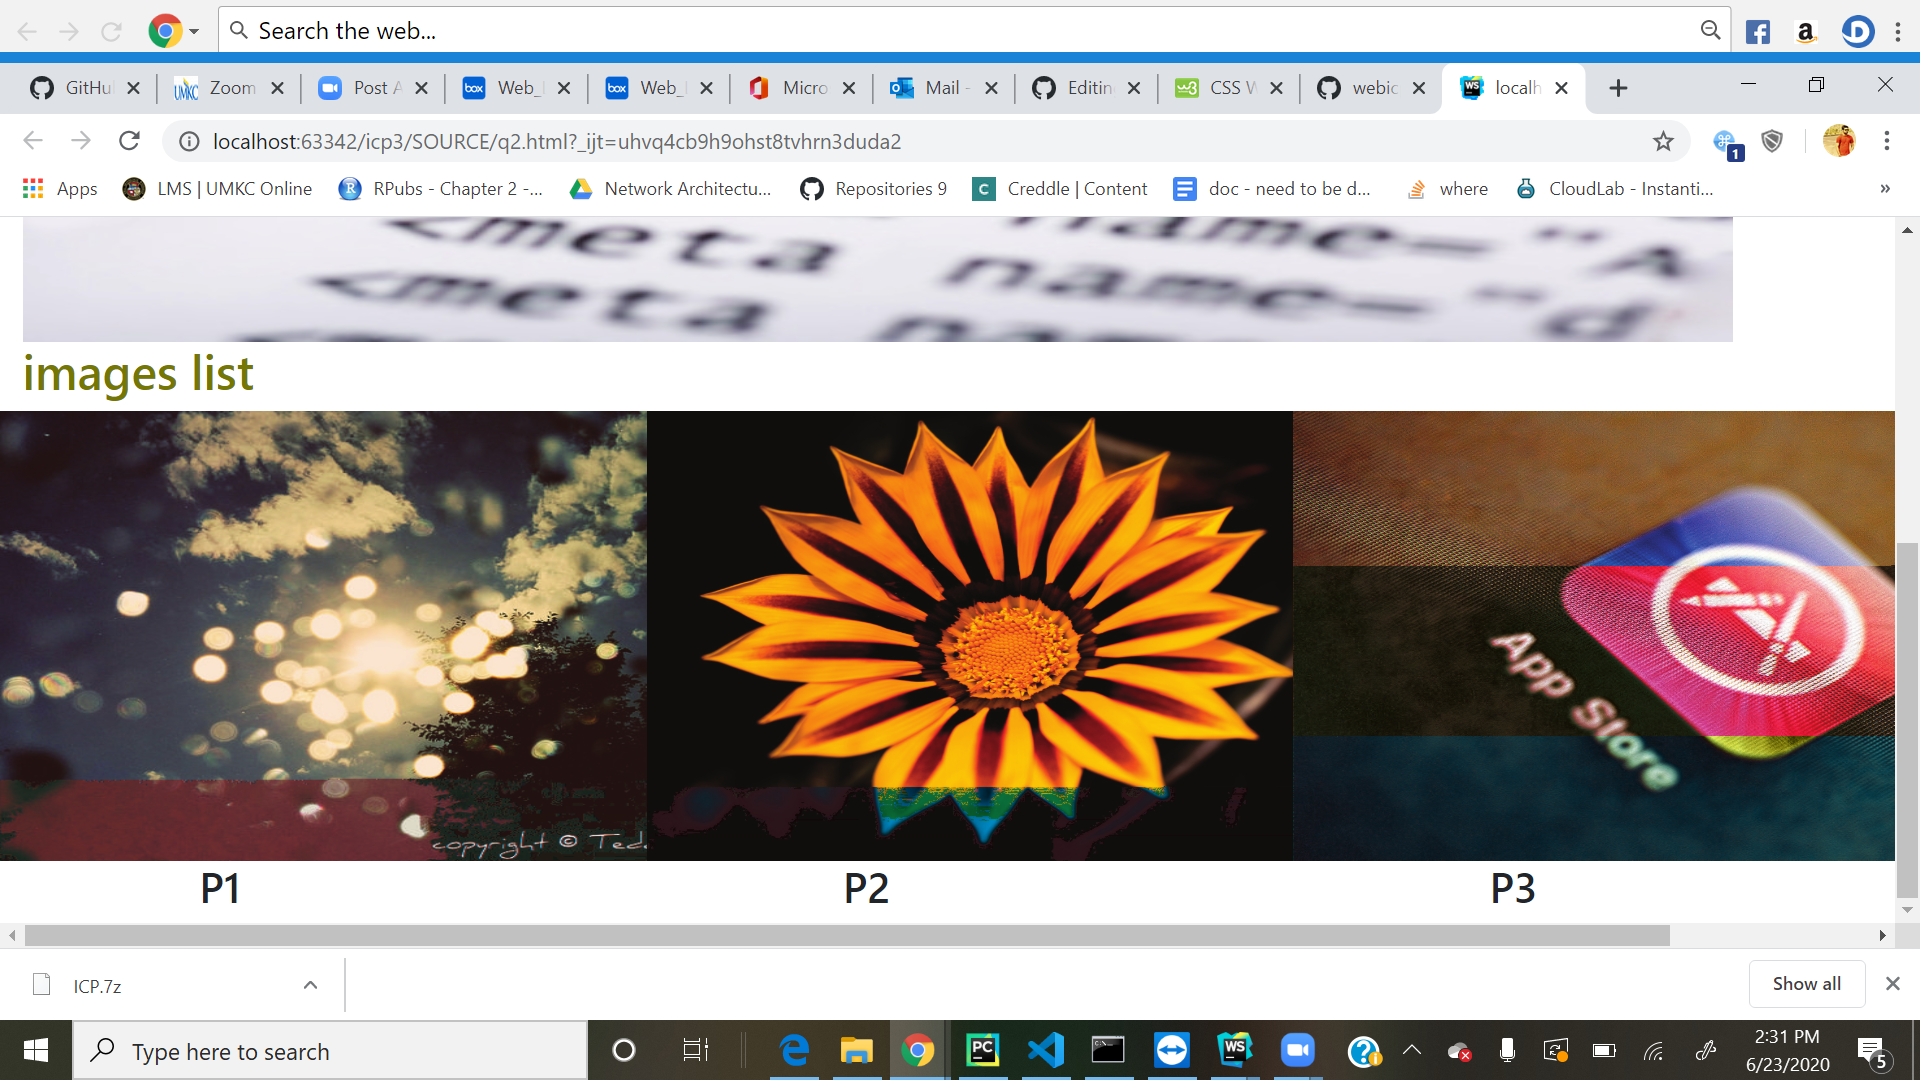 Search the web...
GitHu
Zoom
Post A
Web_
Web_
Micro
Mail -
Editin
CSS W
webic
localh
localhost:63342/icp3/SOURCE/q2.html?_ijt=uhvq4cb9h9ohst8tvhrn3duda2
1
Apps
LMS | UMKC Online
RPubs - Chapter 2 -...
Network Architectu...
Repositories 9
Creddle | Content
doc - need to be d...
where
CloudLab - Instanti...
»
<meta name="A
<meta name="d
images list
App Store
copyright © Ted.
P1
P2
P3
ICP.7z
Show all
Type here to search
2:31 PM
6/23/2020
5